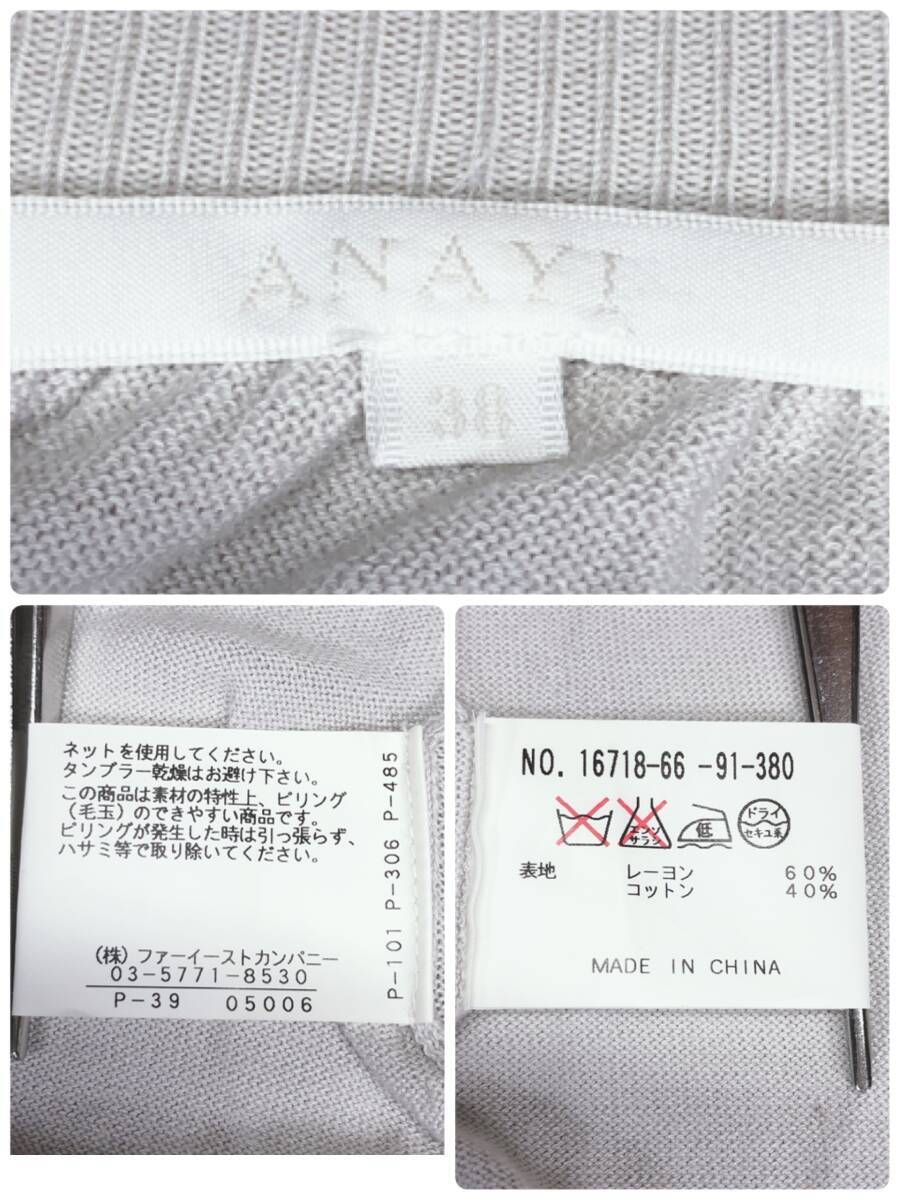 ANAYI
38
ネットを使用してください。
タンブラー乾燥はお避け下さい。
この商品は素材の特性上、ピリング
（毛玉）のできやすい商品です。
ピリングが発生した時は引っ張らず、
ハサミ等で取り除いてください。
（株）ファーイーストカンパニー
03-5771-8530
P-39 05006
P-101 P-306 P-485
NO. 16718-66 -91-380
エンソ
サラシ
低
ドライ
セキユ系
表地 レーヨン 60%
コットン 40%
MADE IN CHINA